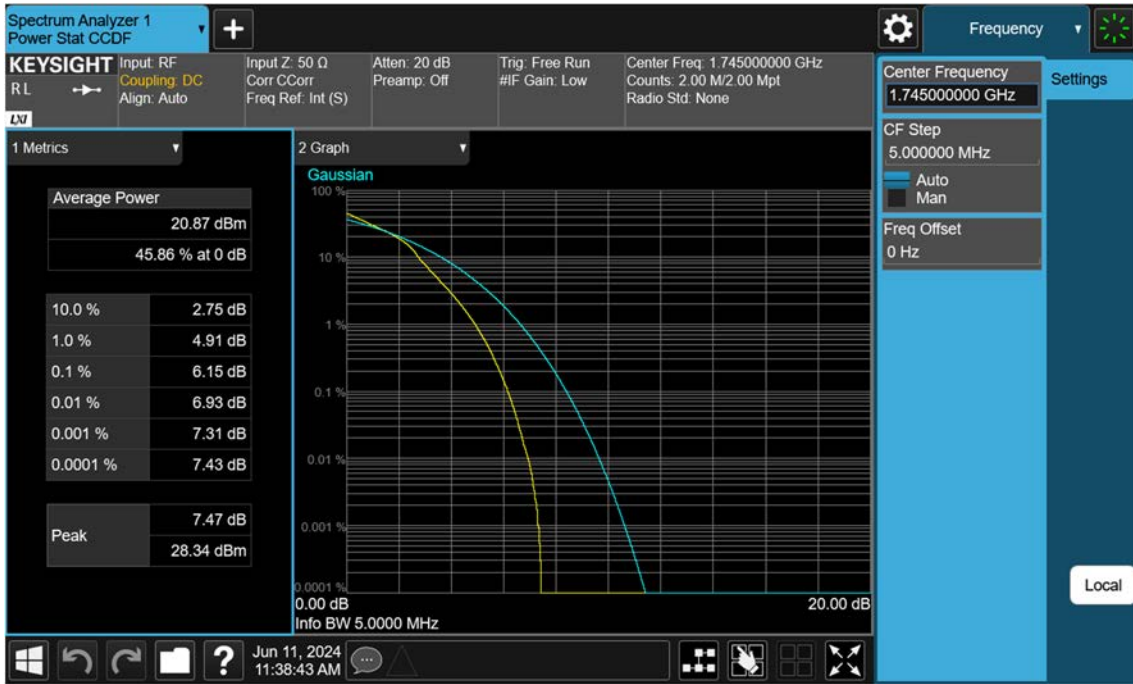 Spectrum Analyzer 1
Power Stat CCDF
Frequency
KEYSIGHT
R L
LXI
Input: RF
Coupling: DC
Align: Auto
Input Z: 50 Ω
Corr CCorr
Freq Ref: Int (S)
Atten: 20 dB
Preamp: Off
Trig: Free Run
#IF Gain: Low
Center Freq: 1.745000000 GHz
Counts: 2.00 M/2.00 Mpt
Radio Std: None
Center Frequency
1.745000000 GHz
Settings
CF Step
5.000000 MHz
Auto
Man
Freq Offset
0 Hz
Local
1 Metrics
Average Power
20.87 dBm
45.86 % at 0 dB
10.0 % 2.75 dB
1.0 % 4.91 dB
0.1 % 6.15 dB
0.01 % 6.93 dB
0.001 % 7.31 dB
0.0001 % 7.43 dB
Peak
7.47 dB
28.34 dBm
2 Graph
Gaussian
100 %
10 %
1 %
0.1 %
0.01 %
0.001 %
0.0001 %
0.00 dB 20.00 dB
Info BW 5.0000 MHz
?
Jun 11, 2024
11:38:43 AM